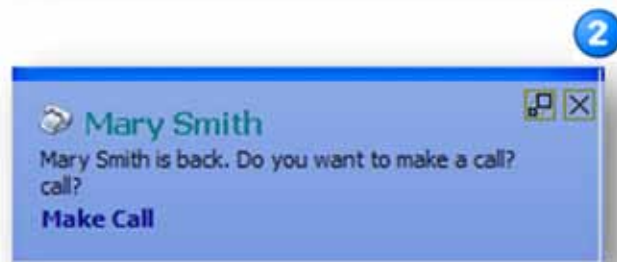 2
Mary Smith
Mary Smith is back. Do you want to make a call?
call?
Make Call